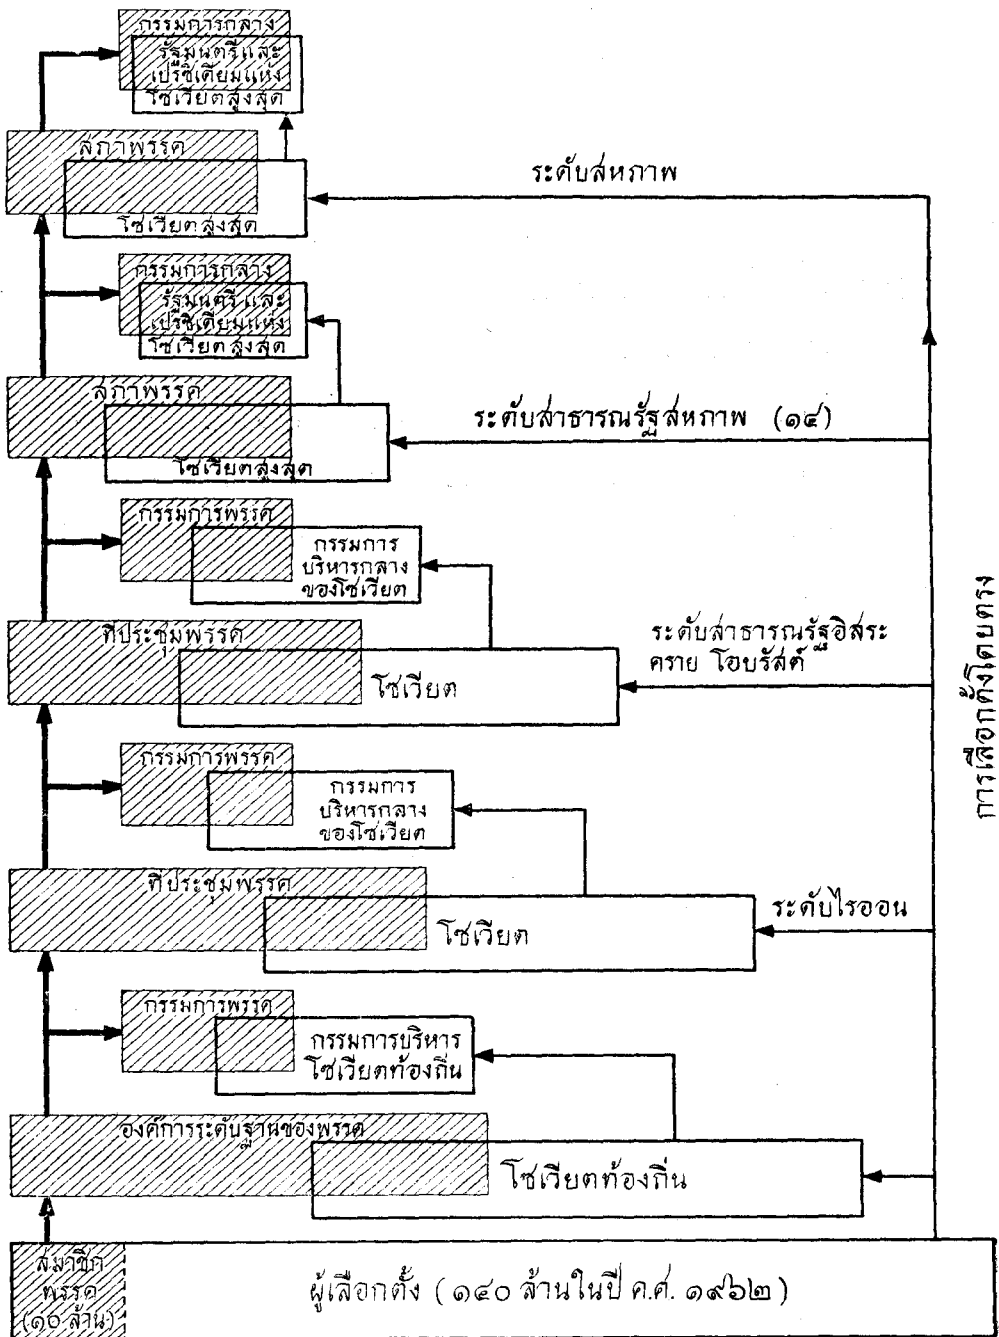 กรรมการกลาง
รัฐมนตรีและ
เปรซิเดียมแห่ง
โซเวียตสูงสุด
สภาพรรค
ระดับสหภาพ
โซเวียตสูงสุด
กรรมการกลาง
รัฐมนตรีและ
เปรซิเดียมแห่ง
โซเวียตสูงสุด
สภาพรรค
ระดับสาธารณรัฐสหภาพ (๑๔)
โซเวียตสูงสุด
กรรมการพรรค
กรรมการ
บริหารกลาง
ของโซเวียต
ที่ประชุมพรรค
ระดับสาธารณรัฐอิสระ
คราย โอบรัสต์
โซเวียต
การเลือกตั้งโดยตรง
กรรมการพรรค
กรรมการ
บริหารกลาง
ของโซเวียต
ที่ประชุมพรรค
ระดับไรออน
โซเวียต
กรรมการพรรค
กรรมการบริหาร
โซเวียตท้องถิ่น
องค์การระดับฐานของพรรค
โซเวียตท้องถิ่น
สมาชิก
พรรค
(๑๐ ล้าน)
ผู้เลือกตั้ง (๑๔๐ ล้านในปี ค.ศ. ๑๙๖๒)